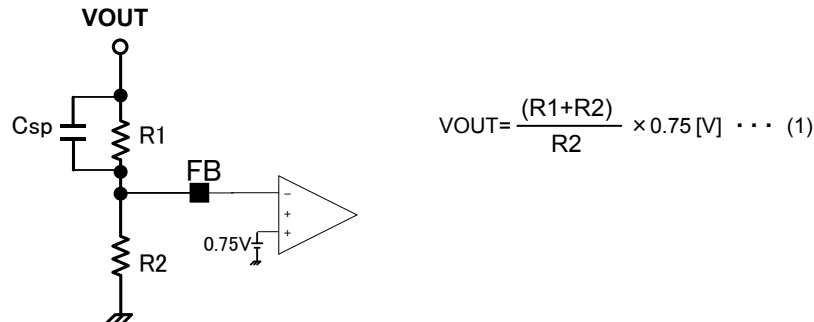 VOUT
Csp
R1
FB
−
+
+
0.75V
R2
VOUT= (R1+R2) / R2 ×0.75 [V] ・・・ (1)